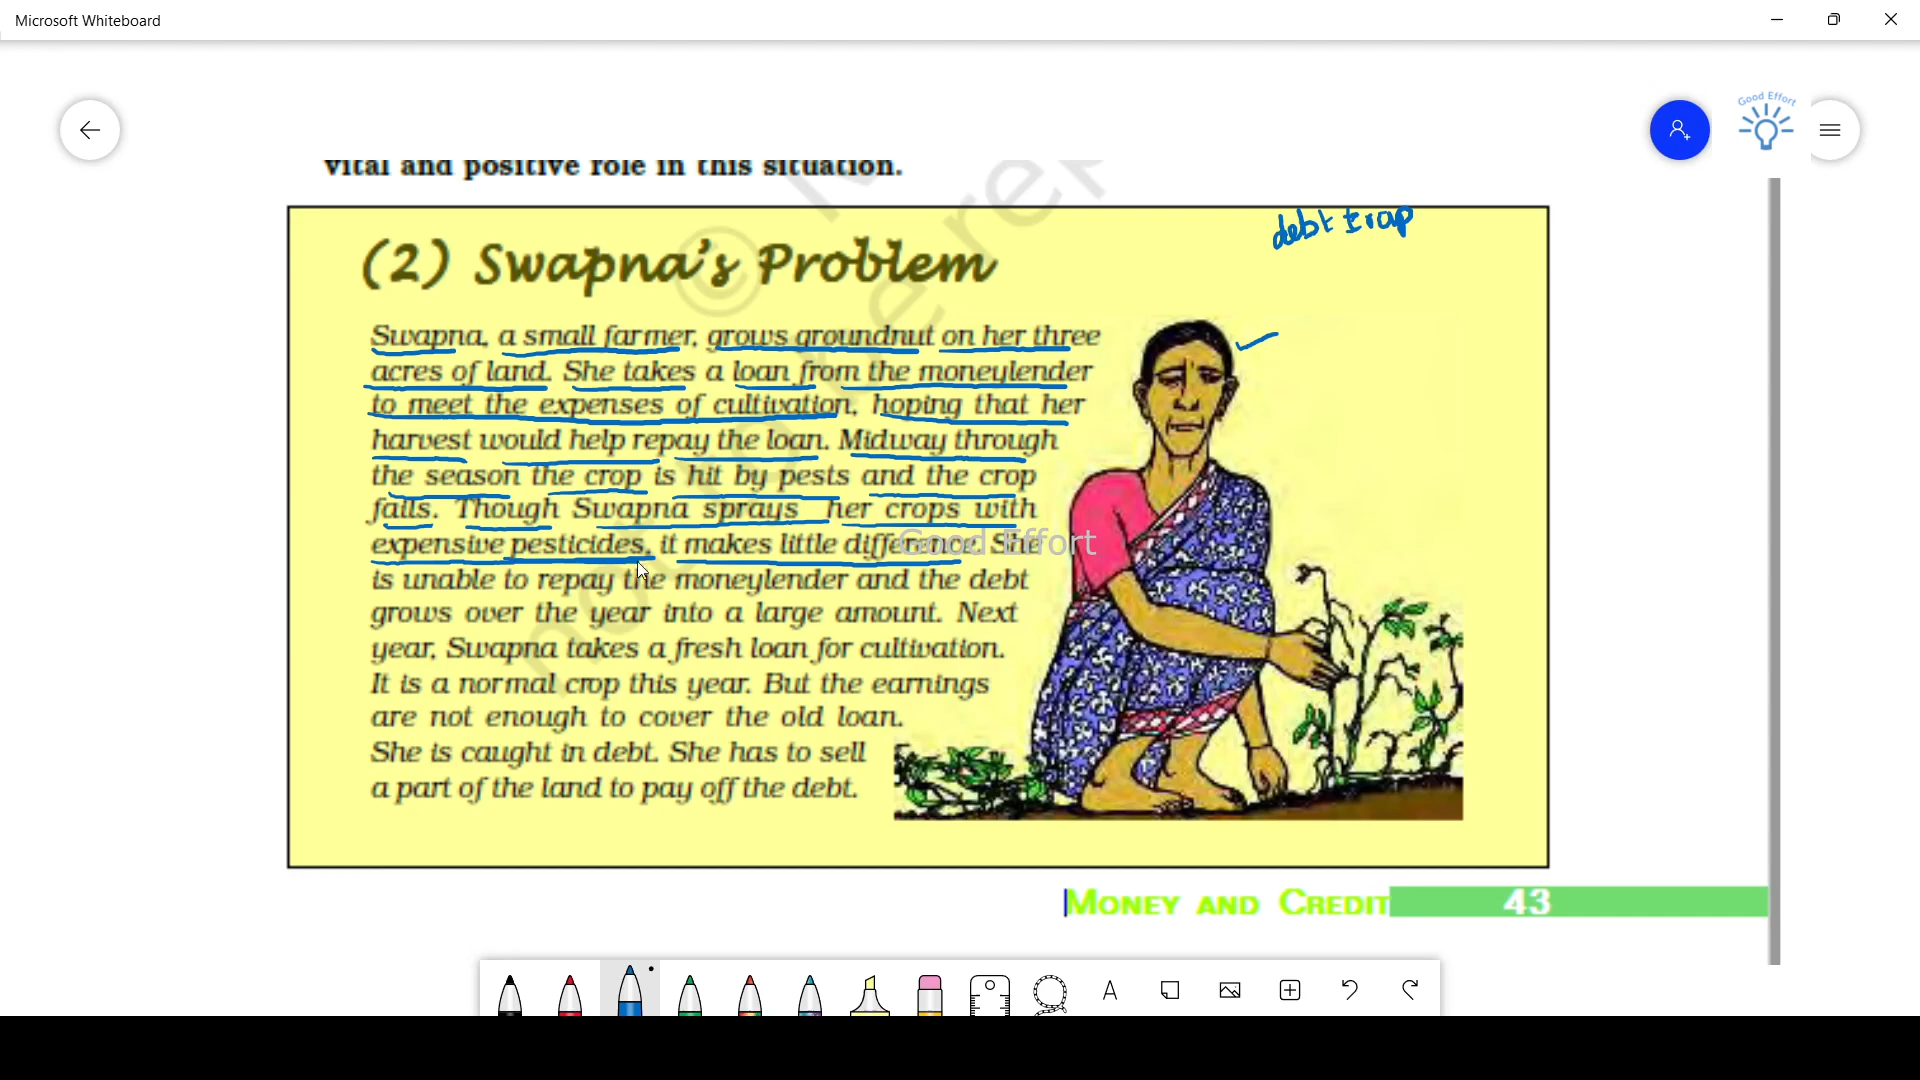 Microsoft Whiteboard
Good Effort
vital and positive role in this situation.
debt trap
(2) Swapna's Problem
Swapna, a small farmer, grows groundnut on her three
acres of land. She takes a loan from the moneylender
to meet the expenses of cultivation, hoping that her
harvest would help repay the loan. Midway through
the season the crop is hit by pests and the crop
fails. Though Swapna sprays her crops with
expensive pesticides, it makes little difference. She
is unable to repay the moneylender and the debt
grows over the year into a large amount. Next
year, Swapna takes a fresh loan for cultivation.
It is a normal crop this year. But the earnings
are not enough to cover the old loan.
She is caught in debt. She has to sell
a part of the land to pay off the debt.
Good Effort
MONEY AND CREDIT 43